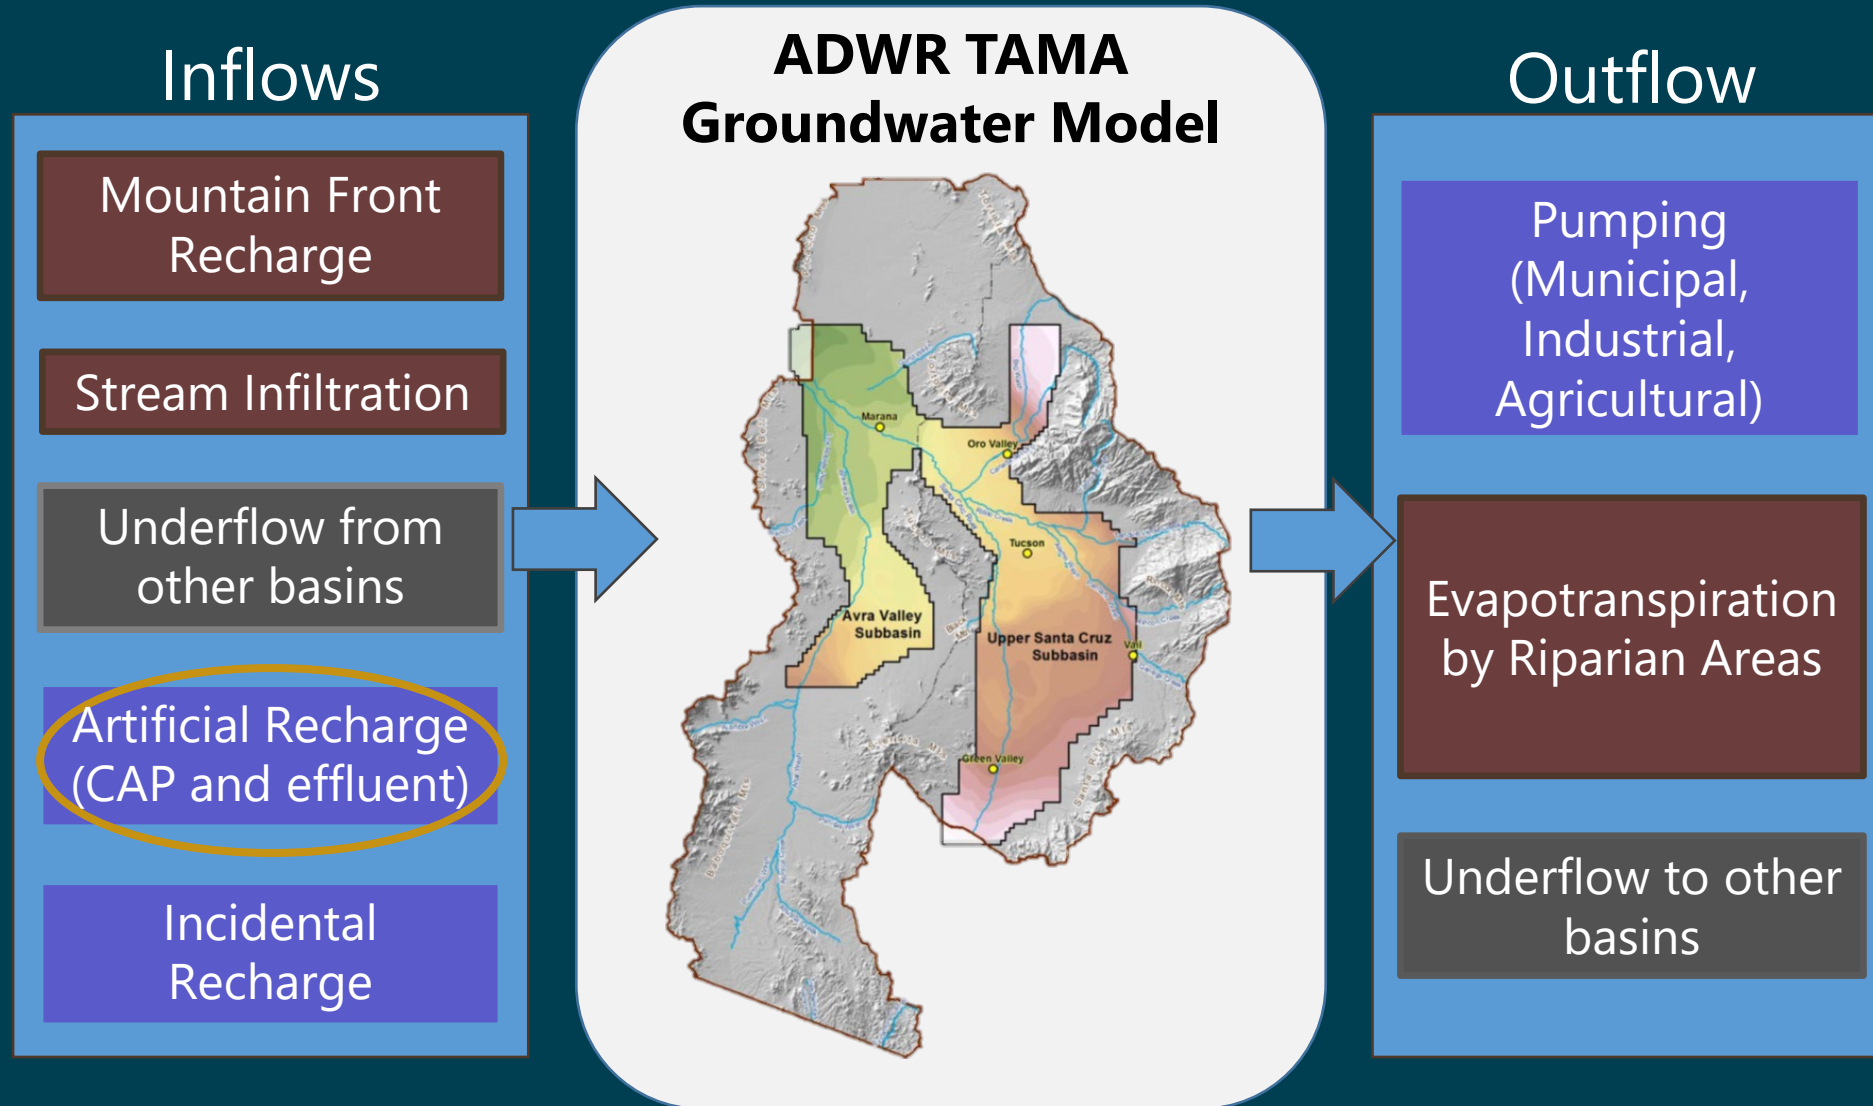 Inflows
Mountain Front
Recharge
Stream Infiltration
Underflow from
other basins
Artificial Recharge
(CAP and effluent)
Incidental
Recharge
ADWR TAMA
Groundwater Model
Marana
Oro Valley
Tucson
Avra Valley
Subbasin
Upper Santa Cruz
Subbasin
Vail
Green Valley
Outflow
Pumping
(Municipal,
Industrial,
Agricultural)
Evapotranspiration
by Riparian Areas
Underflow to other
basins